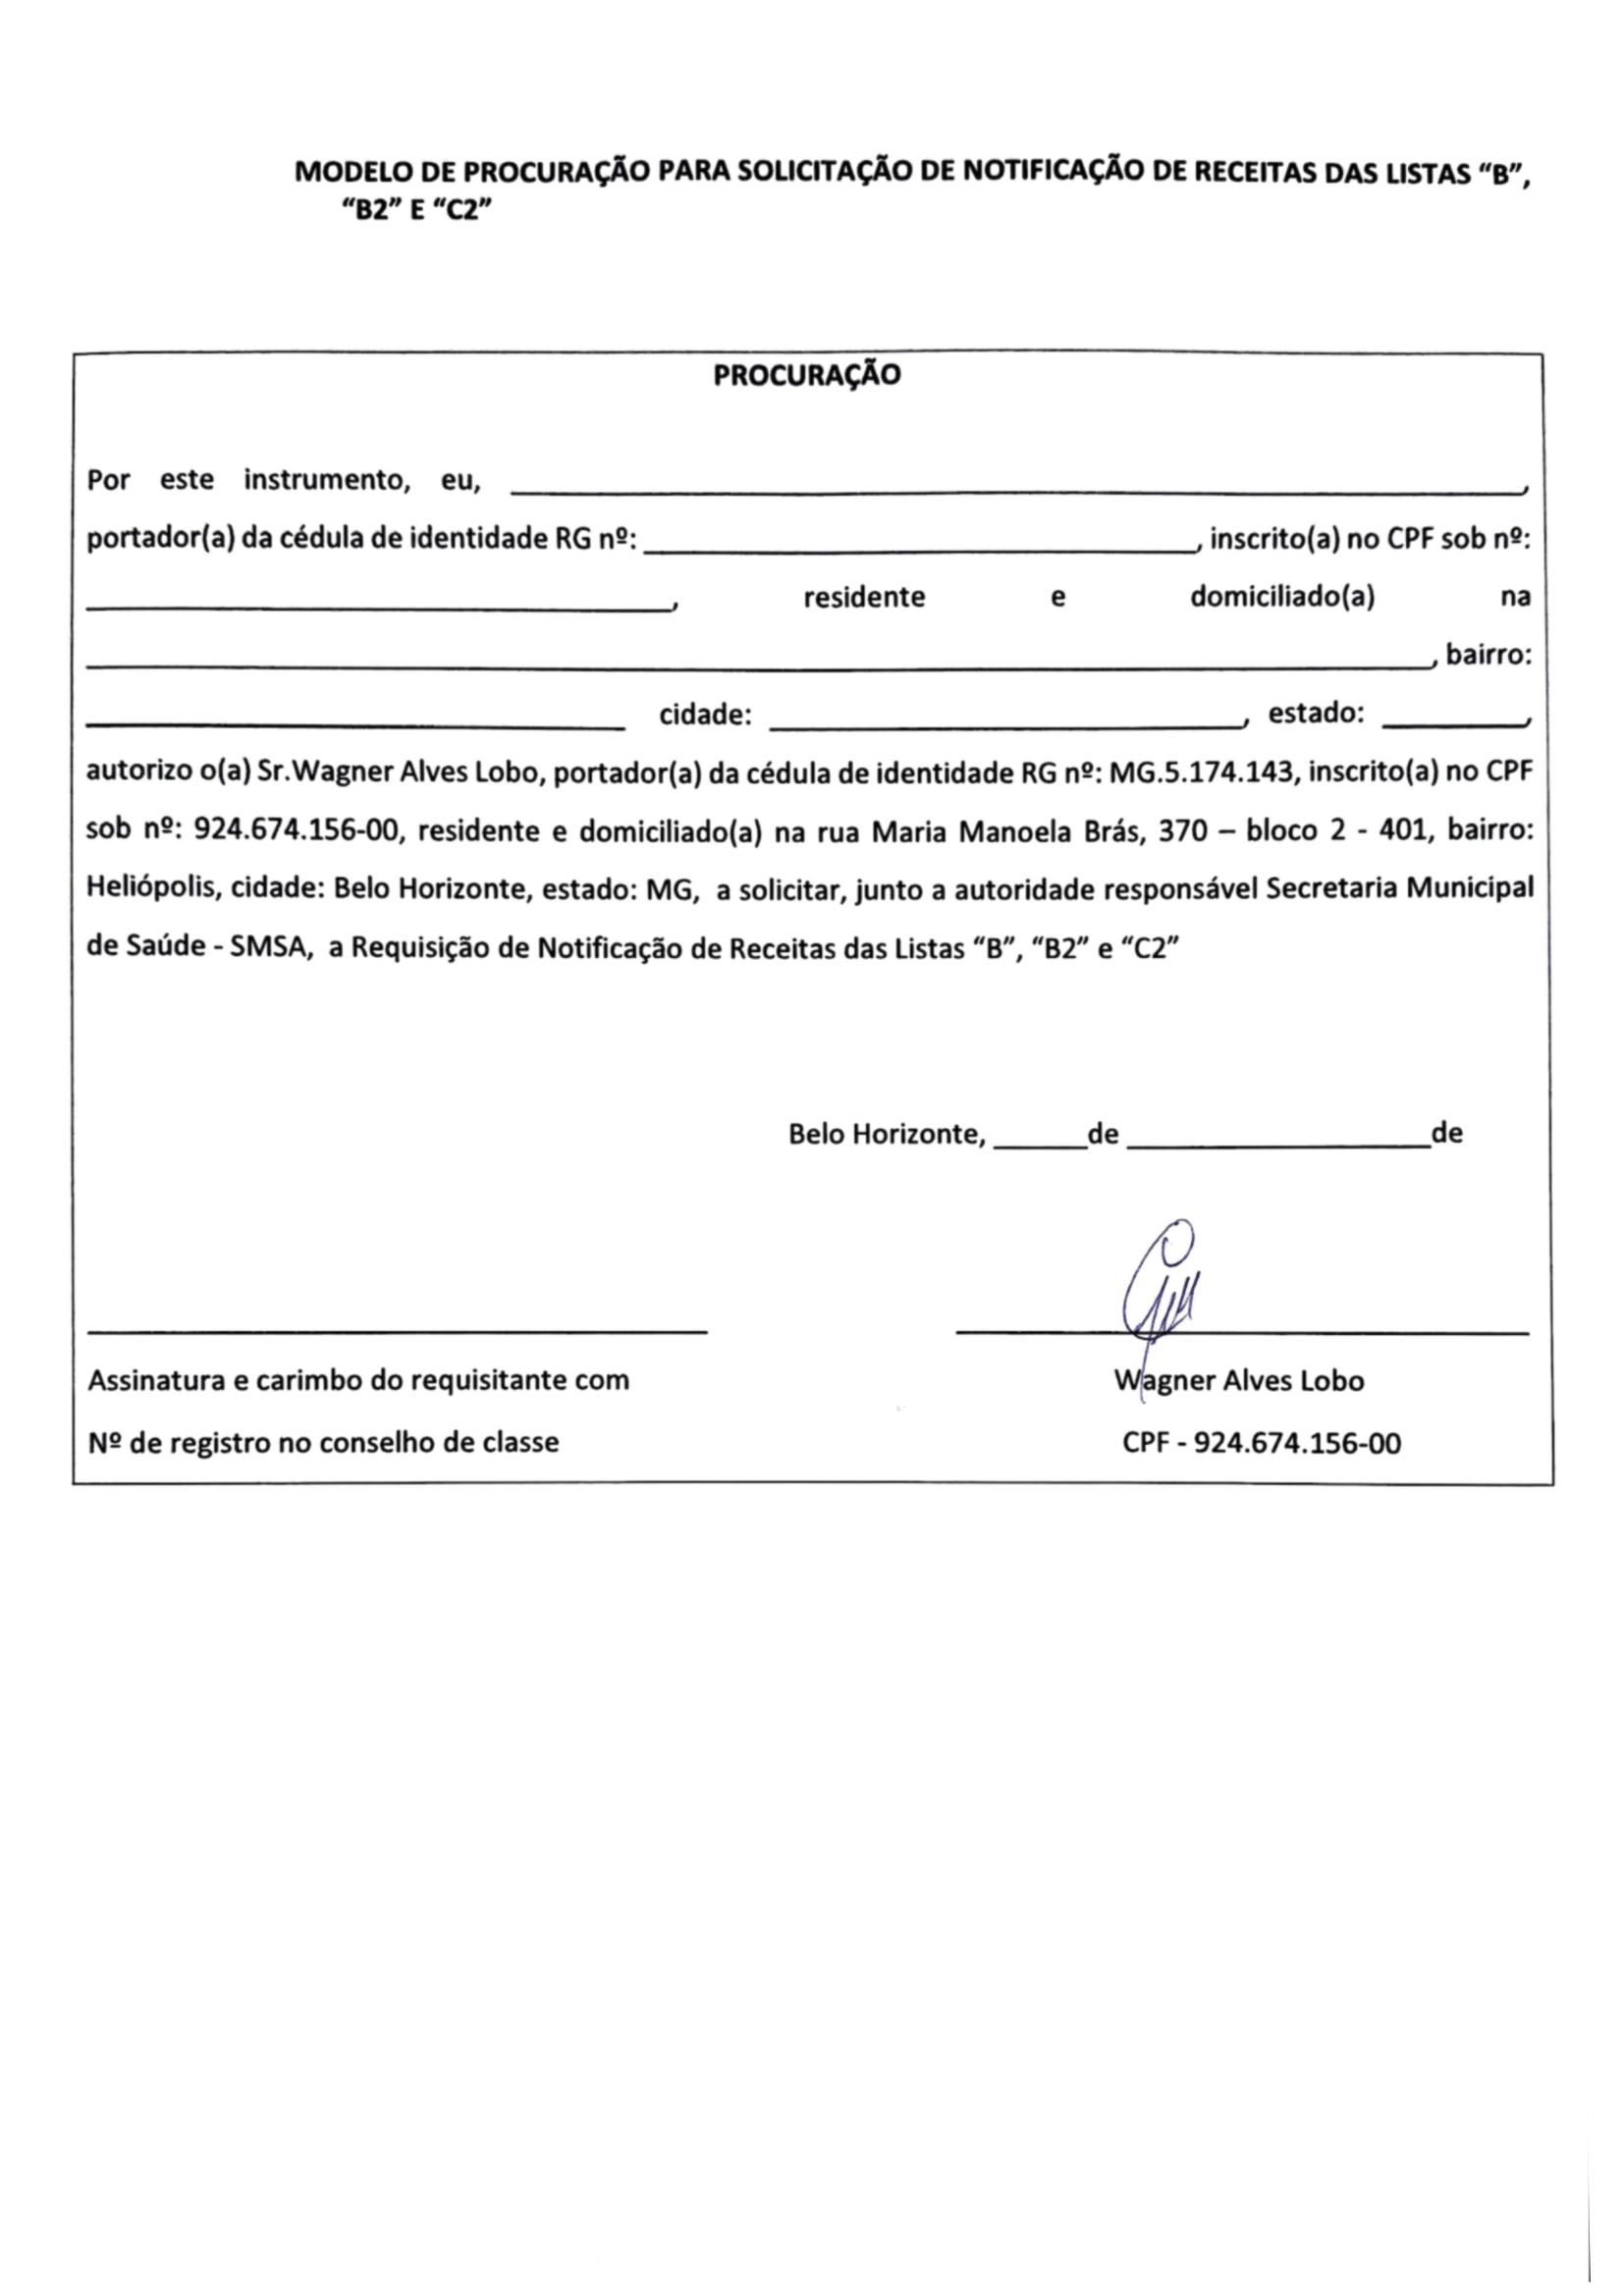 MODELO DE PROCURAÇÃO PARA SOLICITAÇÃO DE NOTIFICAÇÃO DE RECEITAS DAS LISTAS “B”,
“B2” E “C2”
PROCURAÇÃO
Por este instrumento, eu, ____________________,
portador(a) da cédula de identidade RG nº: ____________________, inscrito(a) no CPF sob nº:
____________________, residente e domiciliado(a) na
____________________, bairro:
____________________ cidade: ____________________, estado: __________,
autorizo o(a) Sr.Wagner Alves Lobo, portador(a) da cédula de identidade RG nº: MG.5.174.143, inscrito(a) no CPF
sob nº: 924.674.156-00, residente e domiciliado(a) na rua Maria Manoela Brás, 370 – bloco 2 - 401, bairro:
Heliópolis, cidade: Belo Horizonte, estado: MG, a solicitar, junto a autoridade responsável Secretaria Municipal
de Saúde - SMSA, a Requisição de Notificação de Receitas das Listas “B”, “B2” e “C2”
Belo Horizonte, ______de ____________________de
Assinatura e carimbo do requisitante com
Wagner Alves Lobo
Nº de registro no conselho de classe
CPF - 924.674.156-00